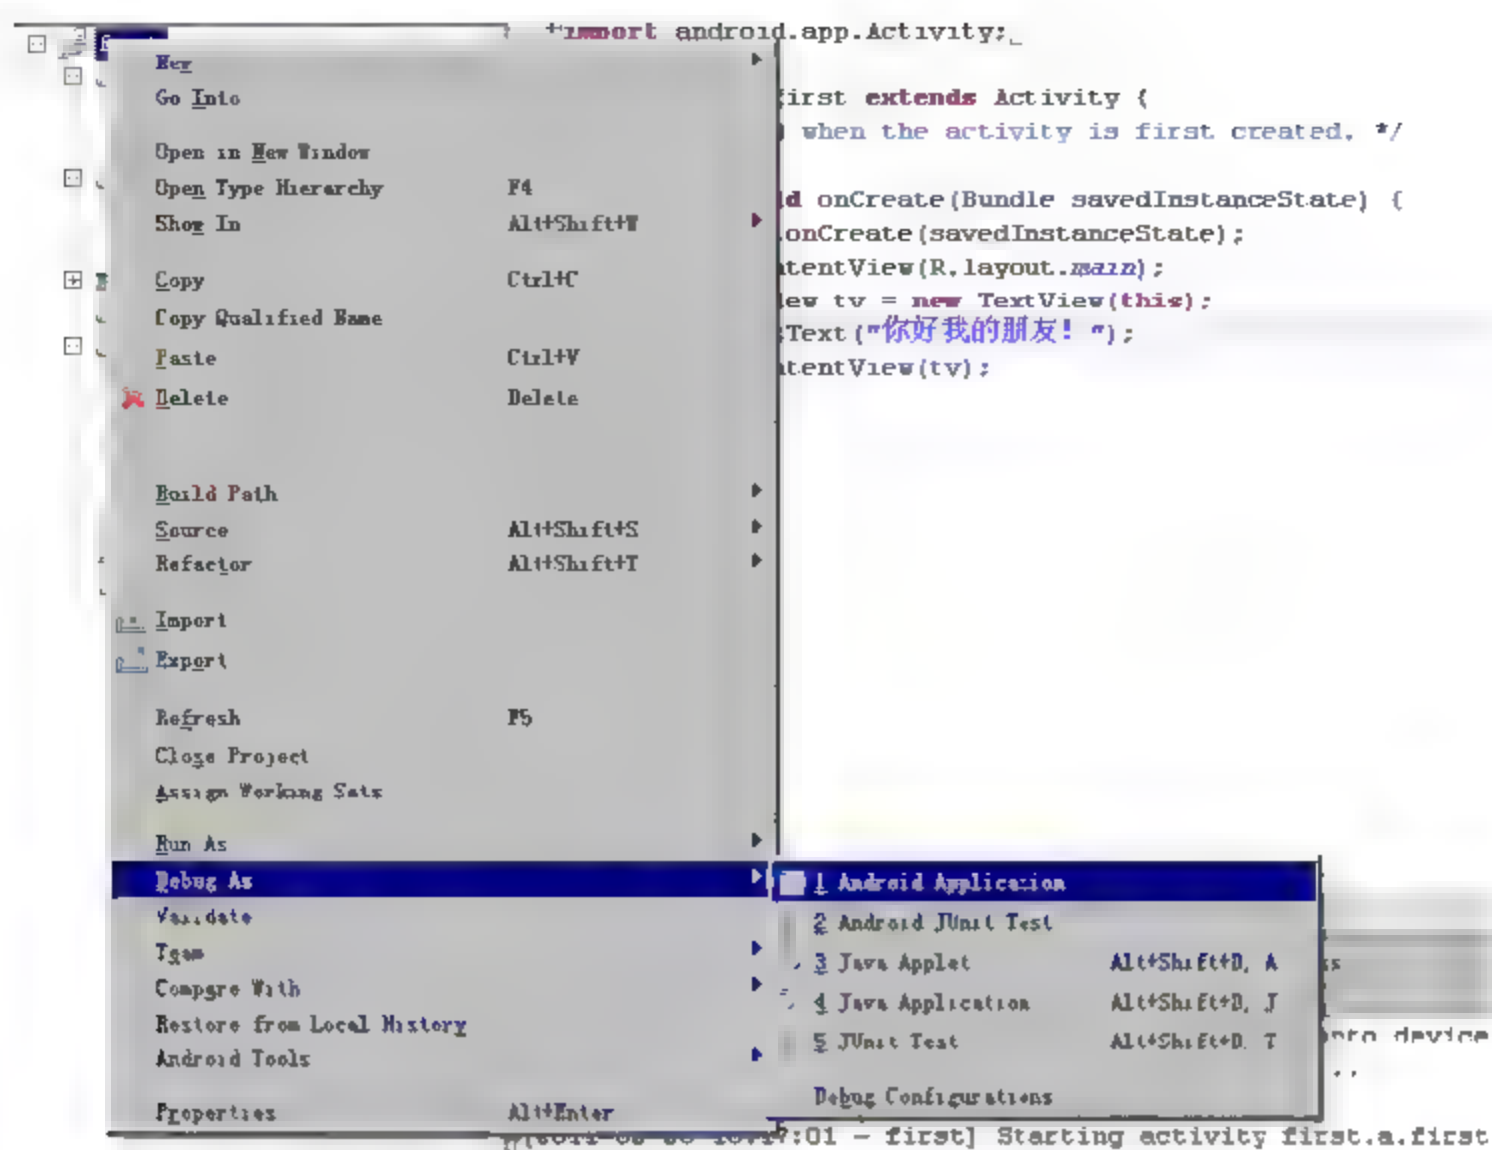 import android.app.Activity;
New
Go Into
irst extends Activity {
when the activity is first created. */
Open in New Window
Open Type Hierarchy F4
d onCreate(Bundle savedInstanceState) {
Show In Alt+Shift+W
.onCreate(savedInstanceState);
tentView(R.layout.main);
Copy Ctrl+C
ew tv = new TextView(this);
Copy Qualified Name
Text("你好我的朋友! ");
Paste Ctrl+V
tentView(tv);
Delete Delete
Build Path
Source Alt+Shift+S
Refactor Alt+Shift+T
Import
Export
Refresh F5
Close Project
Assign Working Sets
Run As
Debug As
1 Android Application
Validate
2 Android JUnit Test
Team
3 Java Applet Alt+Shift+D, A
Compare With
4 Java Application Alt+Shift+D, J
Restore from Local History
5 JUnit Test Alt+Shift+D. T
device
Android Tools
Debug Configurations
Properties Alt+Enter
:01 - first] Starting activity first.a.first